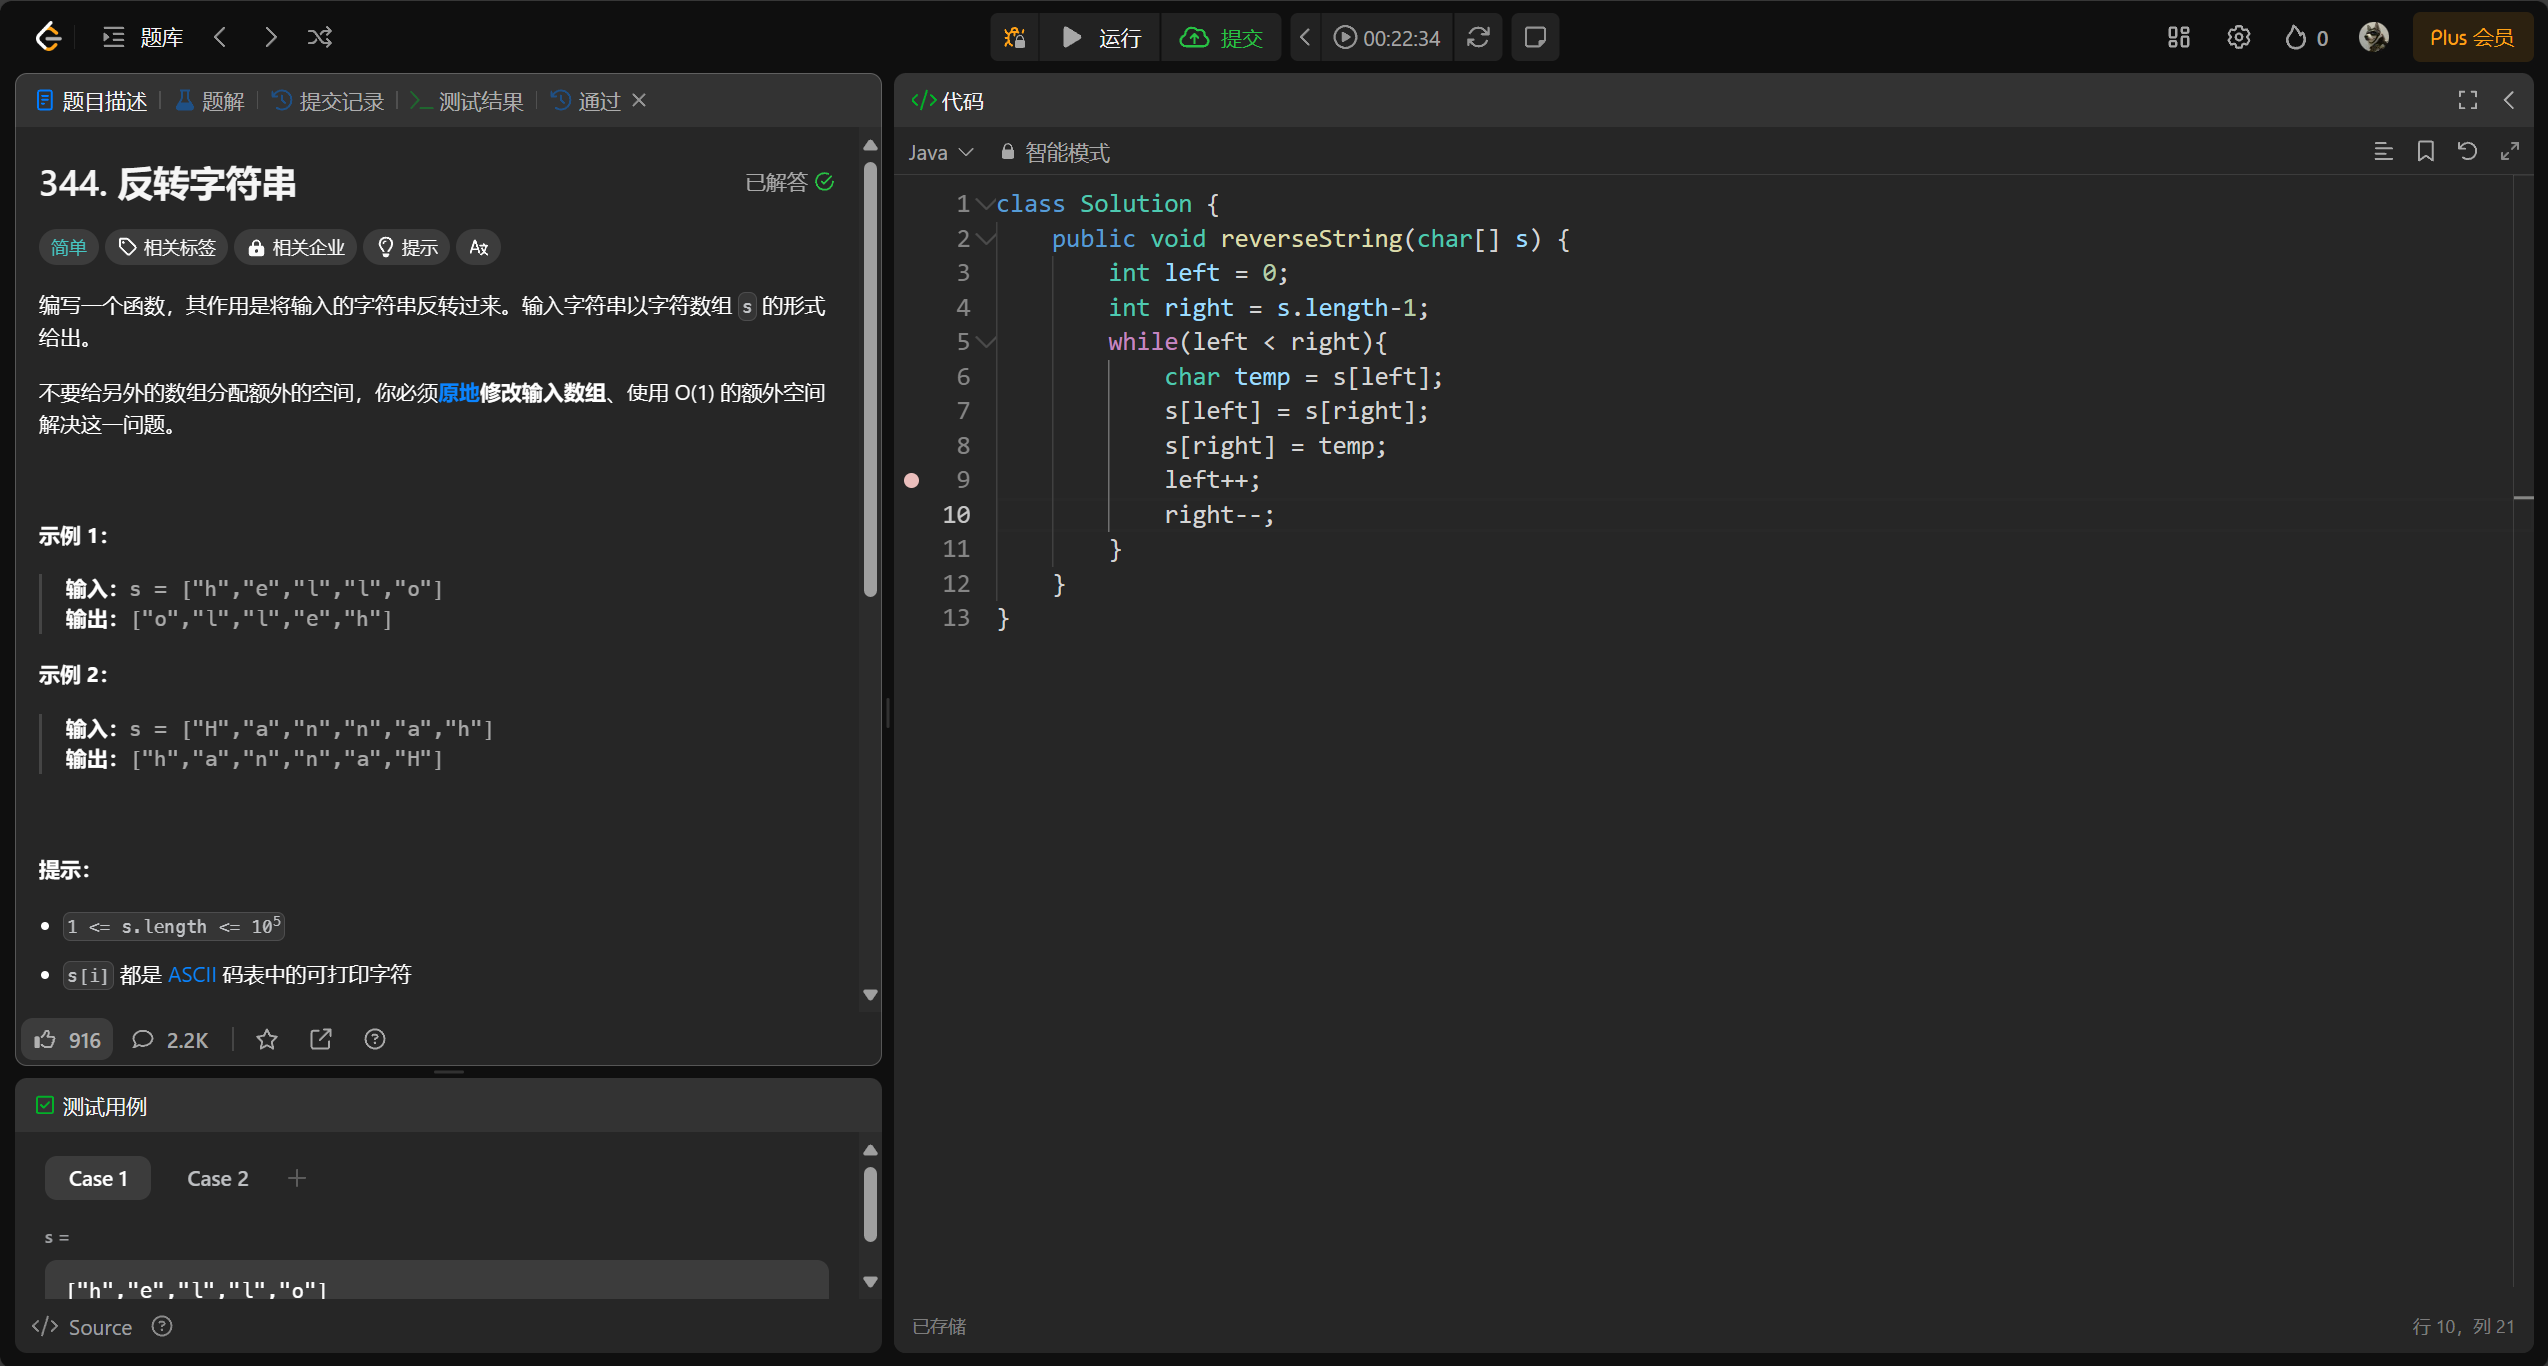 题库
运行
提交
00:22:34
0
Plus 会员
题目描述
题解
提交记录
测试结果
通过
344. 反转字符串
已解答
简单
相关标签
相关企业
提示
编写一个函数，其作用是将输入的字符串反转过来。输入字符串以字符数组 s 的形式
给出。
不要给另外的数组分配额外的空间，你必须原地修改输入数组、使用 O(1) 的额外空间
解决这一问题。
示例 1：
输入：s = ["h","e","l","l","o"]
输出：["o","l","l","e","h"]
示例 2：
输入：s = ["H","a","n","n","a","h"]
输出：["h","a","n","n","a","H"]
提示：
1 <= s.length <= 10⁵
s[i] 都是 ASCII 码表中的可打印字符
916
2.2K
测试用例
Case 1
Case 2
s =
["h","e","l","l","o"]
</> Source
</> 代码
Java
智能模式
1 class Solution {
2     public void reverseString(char[] s) {
3         int left = 0;
4         int right = s.length-1;
5         while(left < right){
6             char temp = s[left];
7             s[left] = s[right];
8             s[right] = temp;
9             left++;
10             right--;
11         }
12     }
13 }
已存储
行 10，列 21